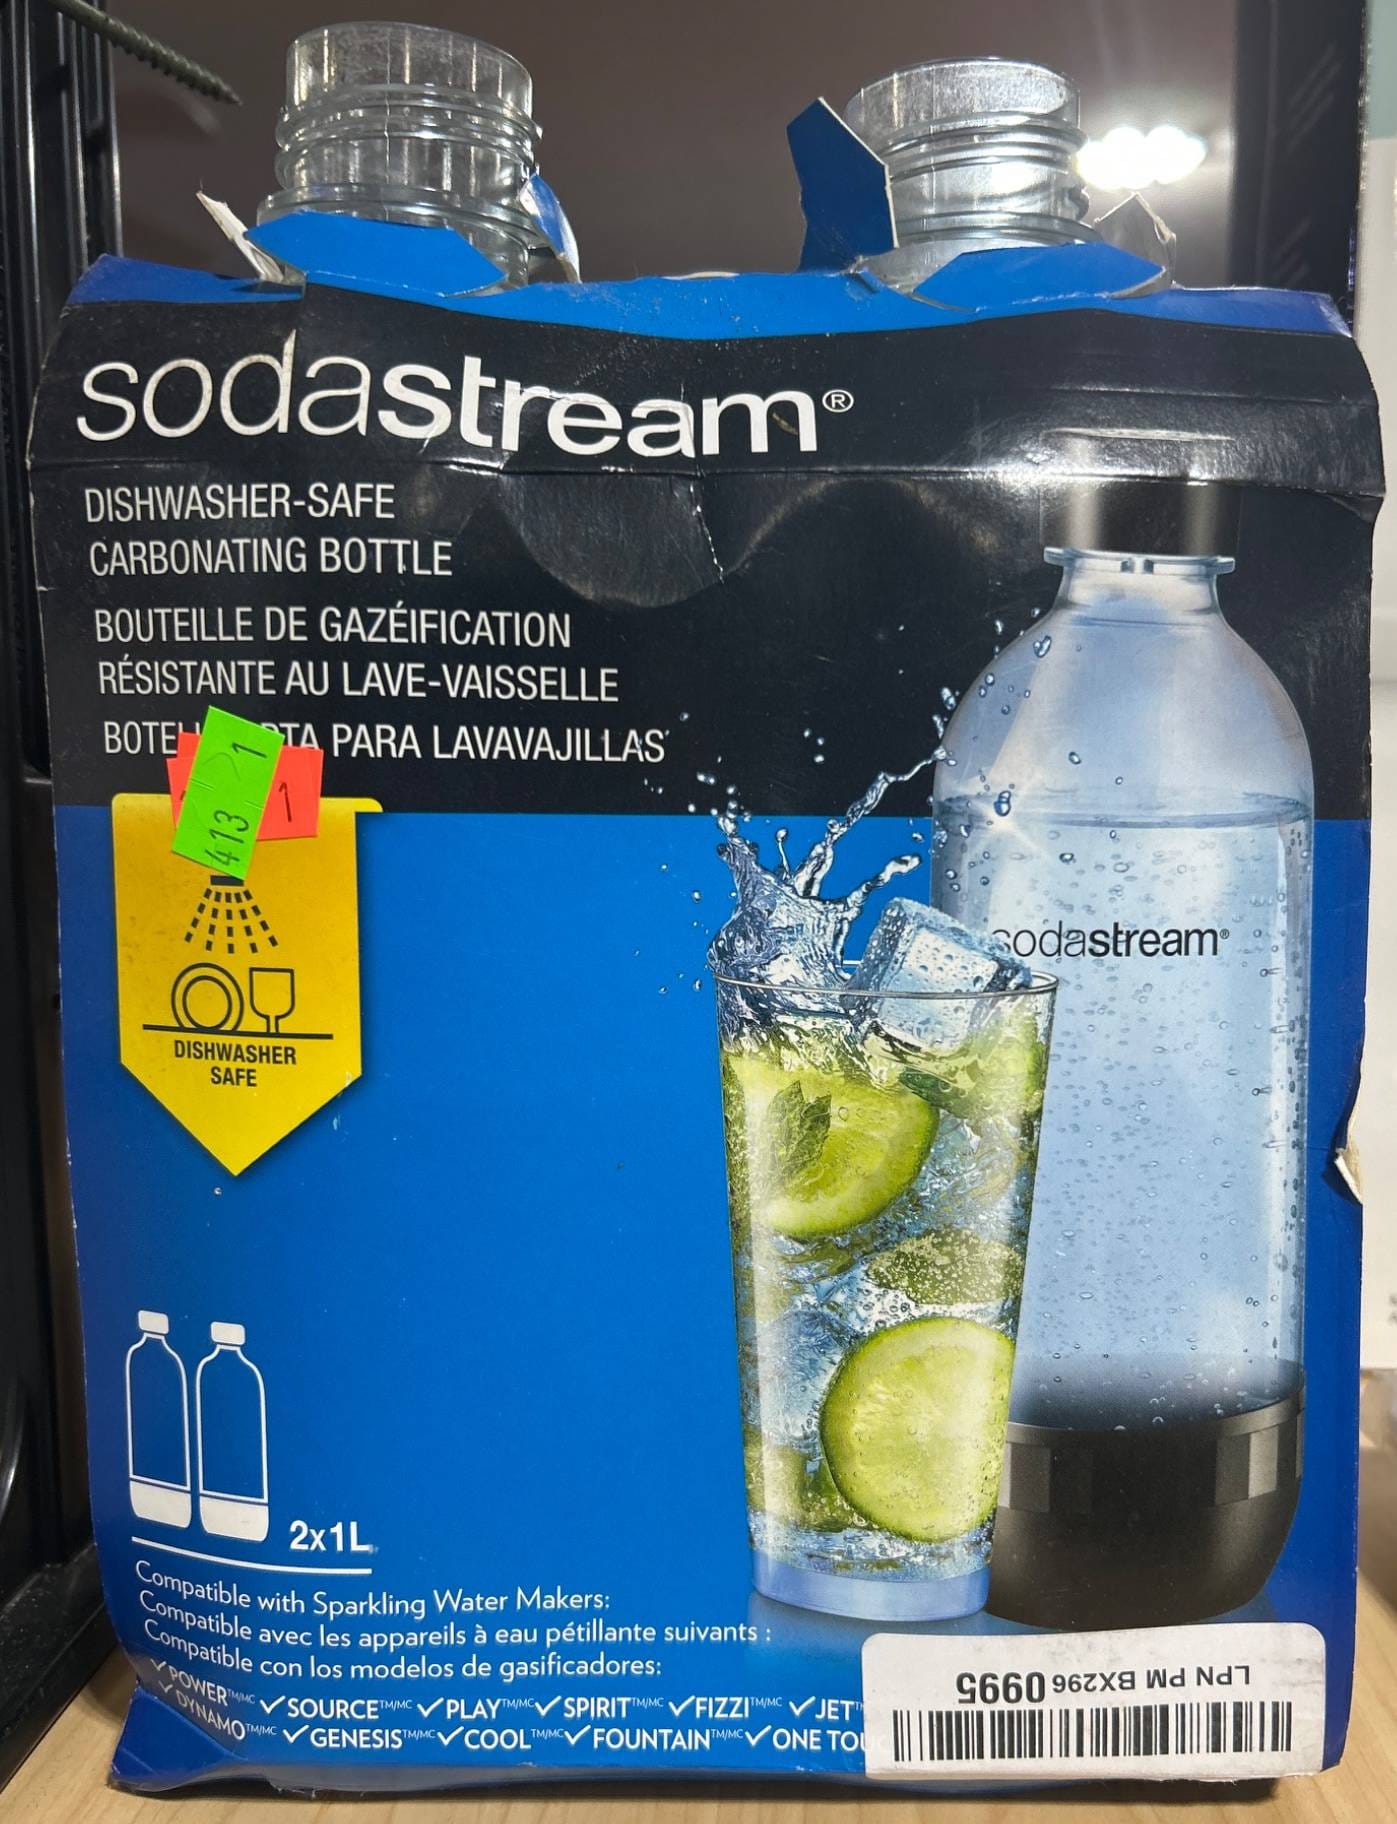 sodastream®
DISHWASHER-SAFE
CARBONATING BOTTLE
BOUTEILLE DE GAZÉIFICATION
RÉSISTANTE AU LAVE-VAISSELLE
PARA LAVAVAJILLAS
413
1
1
DISHWASHER
SAFE
sodastream®
2x1L
Compatible with Sparkling Water Makers:
Compatible avec les appareils à eau pétillante suivants :
Compatible con los modelos de gasificadores:
✓POWER™/MC ✓SOURCE™/MC ✓PLAY™/MC ✓SPIRIT™/MC ✓FIZZI™/MC ✓JET
✓DYNAMO™/MC ✓GENESIS™/MC ✓COOL™/MC ✓FOUNTAIN™/MC ✓ONE
LPN PM BX296 0995